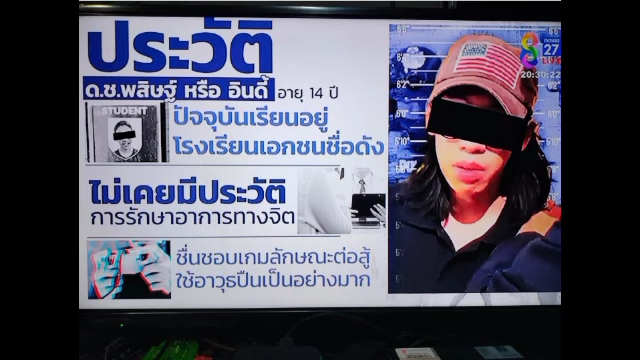 ประวัติ
ด.ช.พสิษฐ์ หรือ อินดี้ อายุ 14 ปี
STUDENT
ปัจจุบันเรียนอยู่
โรงเรียนเอกชนชื่อดัง
ไม่เคยมีประวัติ
การรักษาอาการทางจิต
ชื่นชอบเกมลักษณะต่อสู้
ใช้อาวุธปืนเป็นอย่างมาก
27
20:30:22